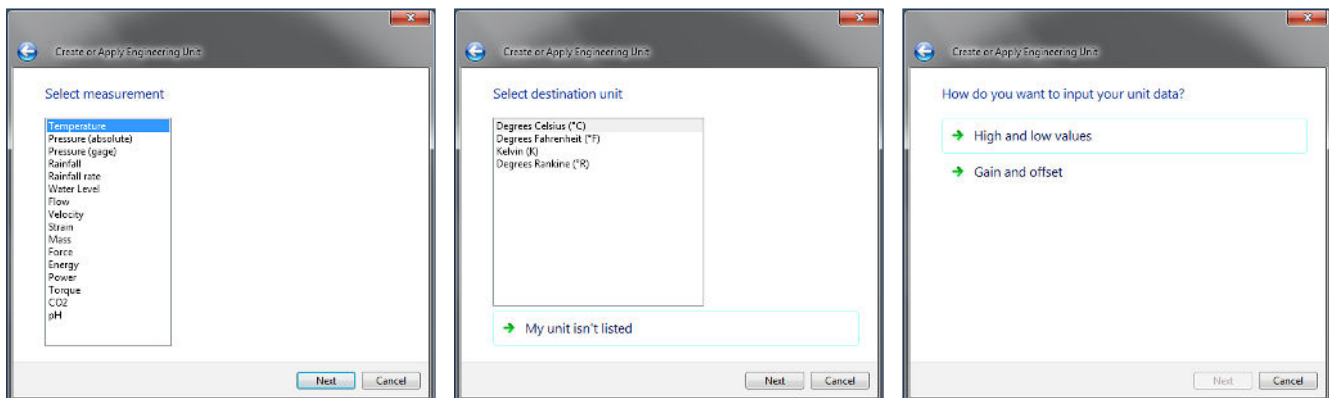 Create or Apply Engineering Unit
Select measurement
Temperature
Pressure (absolute)
Pressure (gage)
Rainfall
Rainfall rate
Water Level
Flow
Velocity
Strain
Mass
Force
Energy
Power
Torque
CO2
pH
Next
Cancel
Create or Apply Engineering Unit
Select destination unit
Degrees Celsius (°C)
Degrees Fahrenheit (°F)
Kelvin (K)
Degrees Rankine (°R)
My unit isn't listed
Next
Cancel
Create or Apply Engineering Unit
How do you want to input your unit data?
High and low values
Gain and offset
Next
Cancel